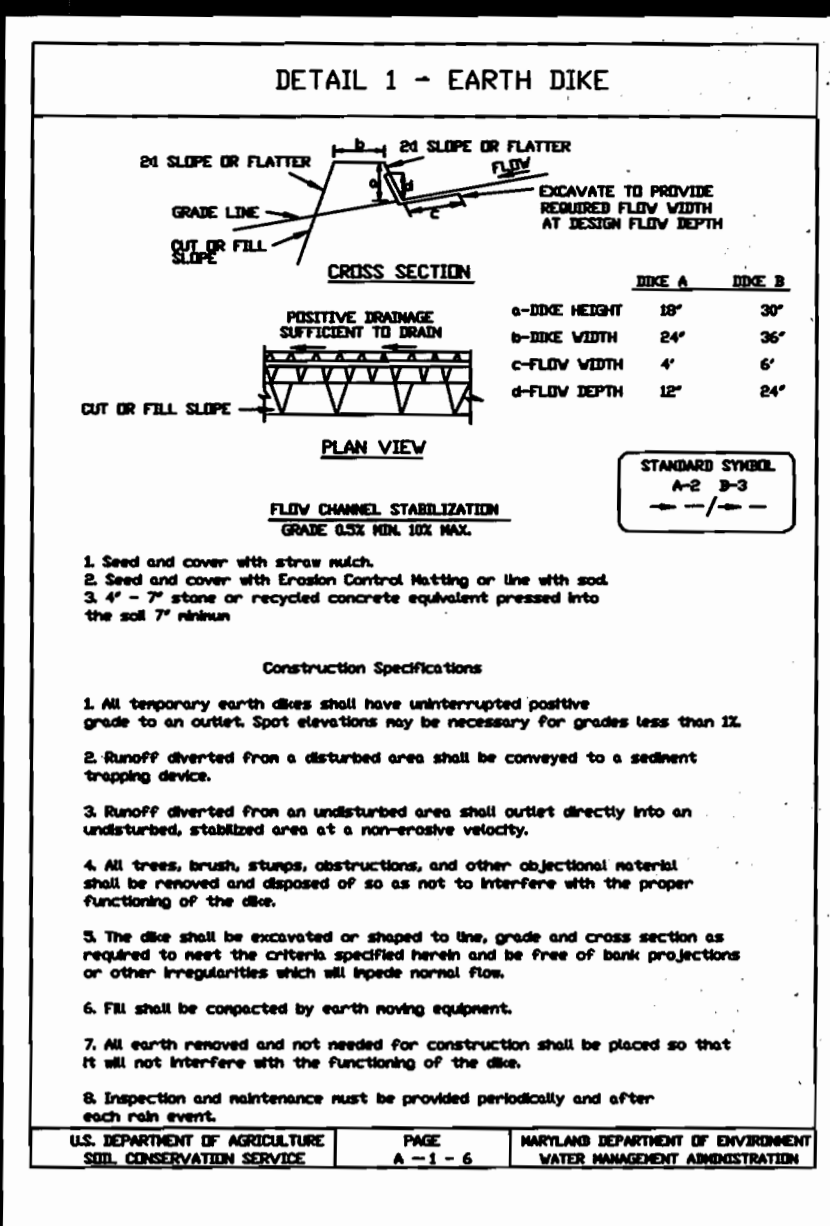 DETAIL 1 - EARTH DIKE
b
2:1 SLOPE OR FLATTER
2:1 SLOPE OR FLATTER
FLOW
a
d
c
EXCAVATE TO PROVIDE
REQUIRED FLOW WIDTH
AT DESIGN FLOW DEPTH
GRADE LINE
CUT OR FILL
SLOPE
CROSS SECTION
DIKE A DIKE B
a-DIKE HEIGHT 18" 30"
b-DIKE WIDTH 24" 36"
c-FLOW WIDTH 4' 6'
d-FLOW DEPTH 12" 24"
POSITIVE DRAINAGE
SUFFICIENT TO DRAIN
CUT OR FILL SLOPE
PLAN VIEW
STANDARD SYMBOL
A-2 B-3
/
FLOW CHANNEL STABILIZATION
GRADE 0.5% MIN. 10% MAX.
1. Seed and cover with straw mulch.
2. Seed and cover with Erosion Control Matting or line with sod.
3. 4" - 7" stone or recycled concrete equivalent pressed into
the soil 7" minimum
Construction Specifications
1. All temporary earth dikes shall have uninterrupted positive
grade to an outlet. Spot elevations may be necessary for grades less than 1%.
2. Runoff diverted from a disturbed area shall be conveyed to a sediment
trapping device.
3. Runoff diverted from an undisturbed area shall outlet directly into an
undisturbed, stabilized area at a non-erosive velocity.
4. All trees, brush, stumps, obstructions, and other objectional material
shall be removed and disposed of so as not to interfere with the proper
functioning of the dike.
5. The dike shall be excavated or shaped to line, grade and cross section as
required to meet the criteria specified herein and be free of bank projections
or other irregularities which will impede normal flow.
6. Fill shall be compacted by earth moving equipment.
7. All earth removed and not needed for construction shall be placed so that
it will not interfere with the functioning of the dike.
8. Inspection and maintenance must be provided periodically and after
each rain event.
U.S. DEPARTMENT OF AGRICULTURE
SOIL CONSERVATION SERVICE
PAGE
A - 1 - 6
MARYLAND DEPARTMENT OF ENVIRONMENT
WATER MANAGEMENT ADMINISTRATION